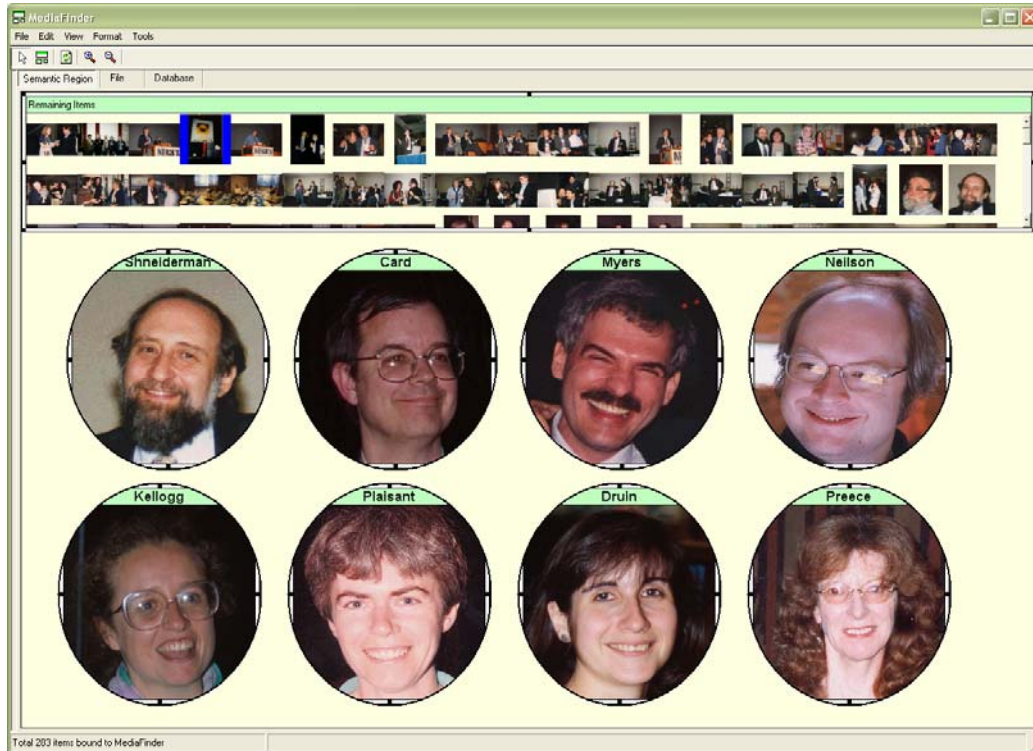 MediaFinder
File Edit View Format Tools
Semantic Region File Database
Remaining Items
Shneiderman Card Myers Neilson
Kellogg Plaisant Druin Preece
Total 283 items bound to MediaFinder